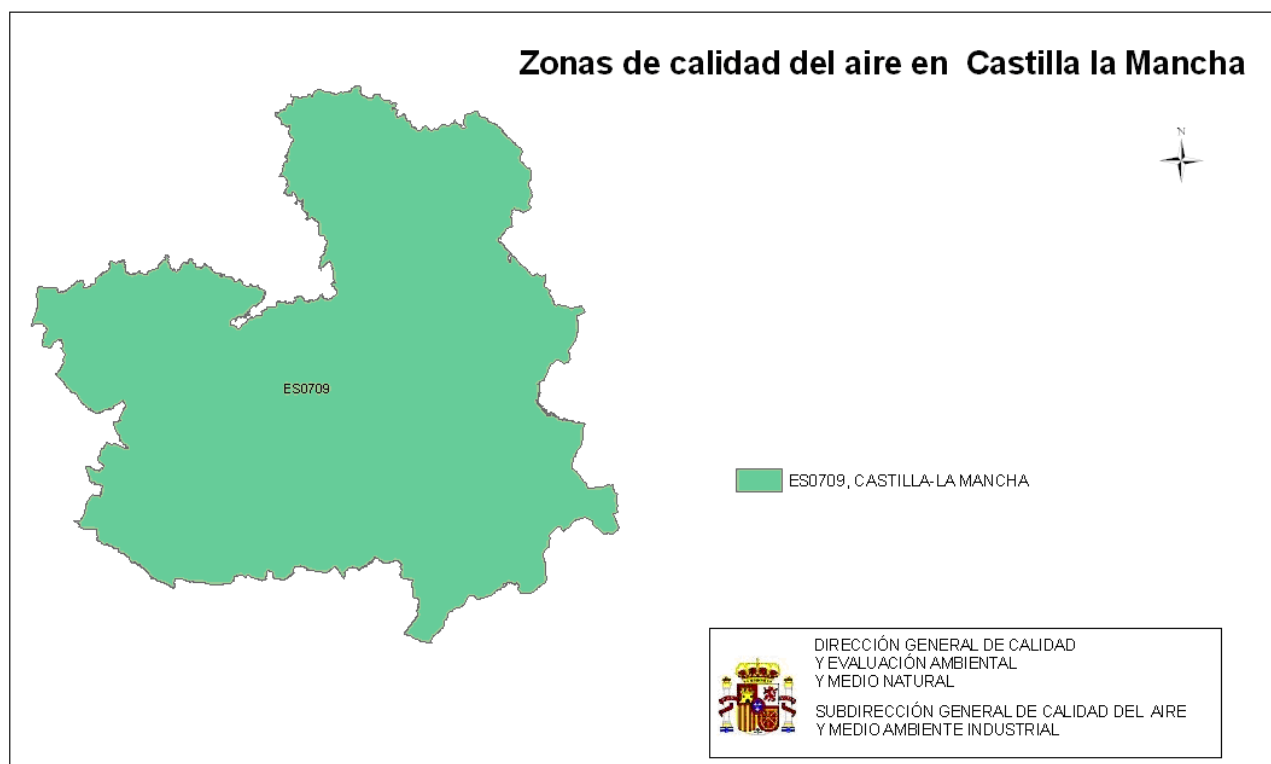 Zonas de calidad del aire en Castilla la Mancha
N
ES0709
ES0709, CASTILLA-LA MANCHA
DIRECCIÓN GENERAL DE CALIDAD
Y EVALUACIÓN AMBIENTAL
Y MEDIO NATURAL
SUBDIRECCIÓN GENERAL DE CALIDAD DEL AIRE
Y MEDIO AMBIENTE INDUSTRIAL